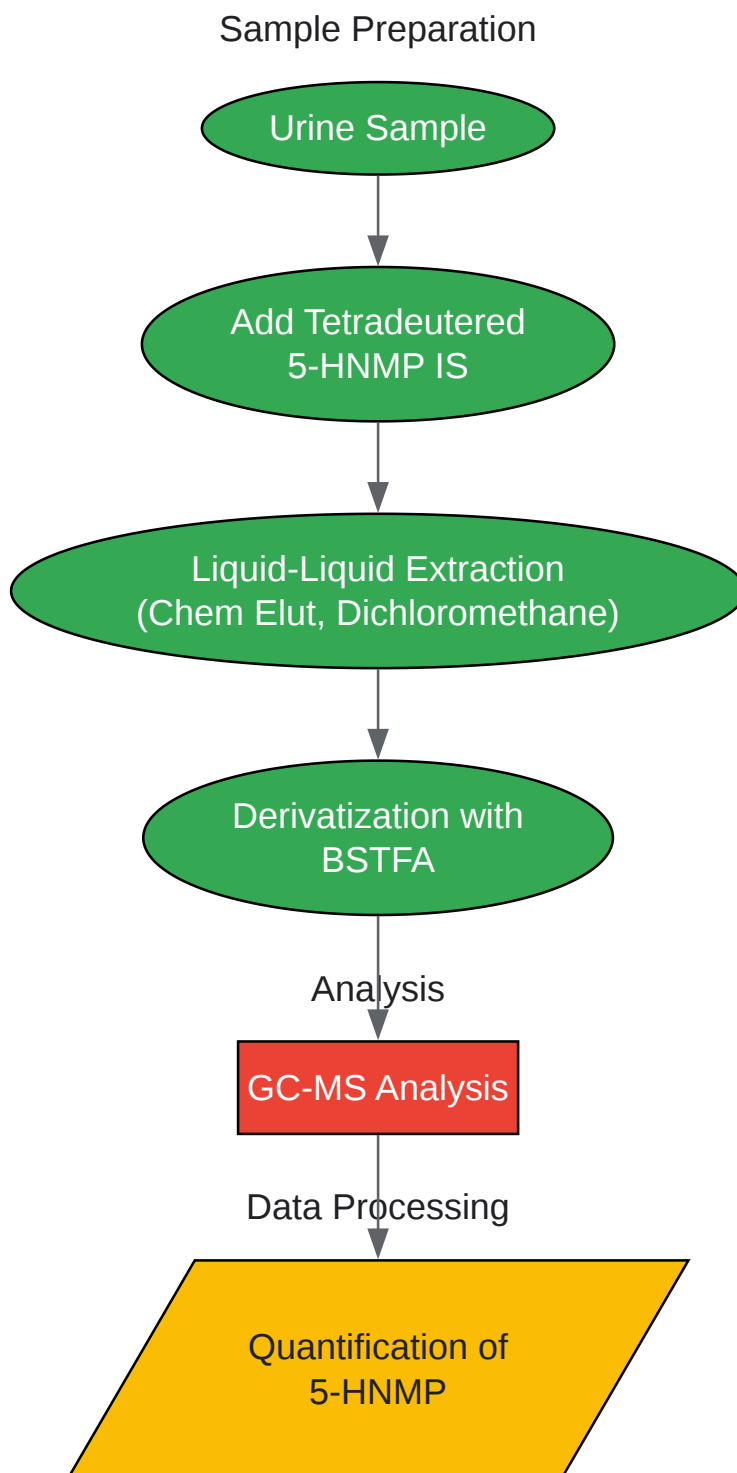 Sample Preparation
Urine Sample
Add Tetradeutered
5-HNMP IS
Liquid-Liquid Extraction
(Chem Elut, Dichloromethane)
Derivatization with
BSTFA
Analysis
GC-MS Analysis
Data Processing
Quantification of
5-HNMP